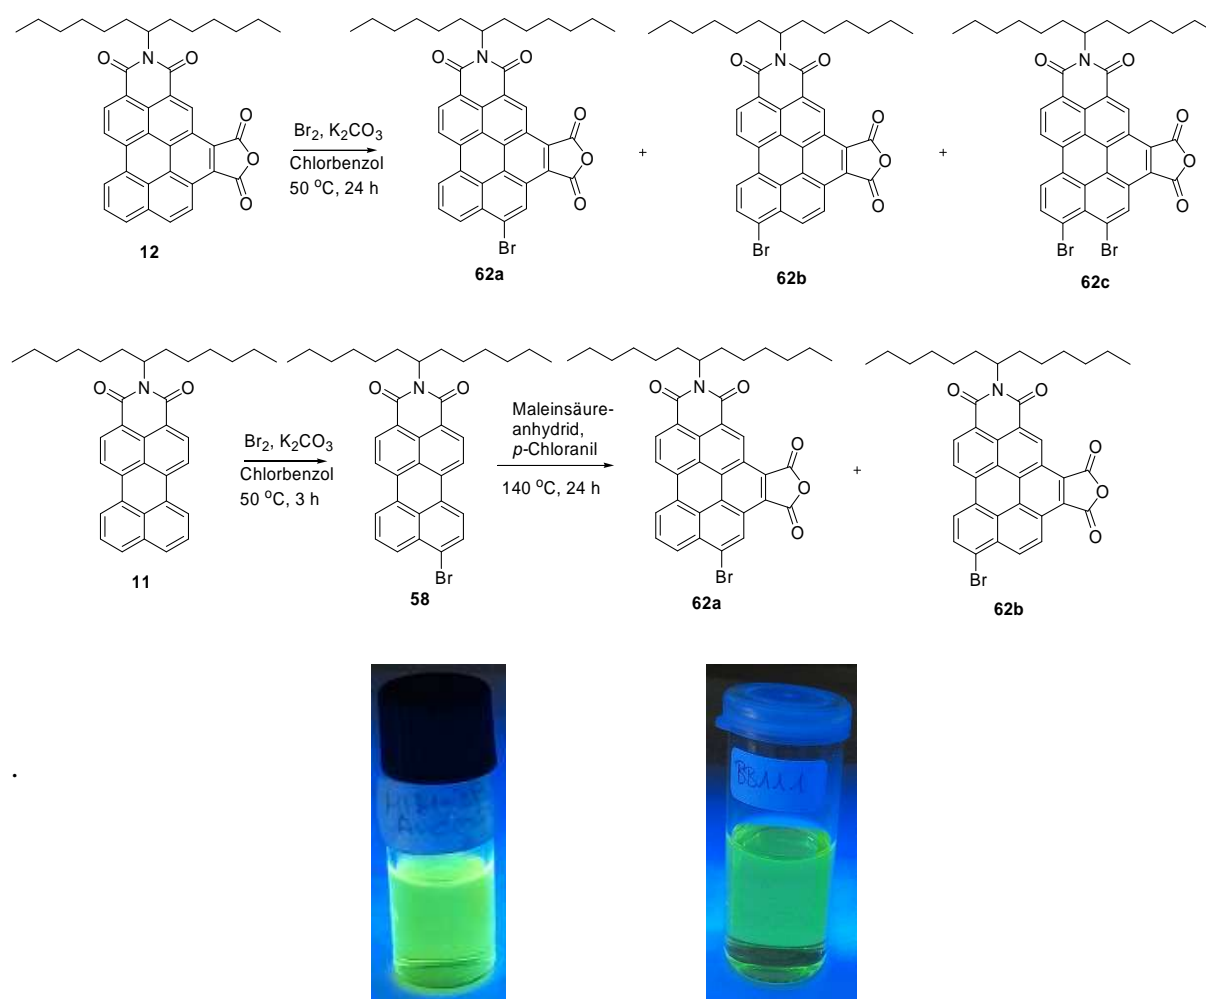 O N O
O
O
O
Br2, K2CO3
Chlorbenzol
50 oC, 24 h
12
O N O
O
O
O
Br
62a
+
O N O
O
O
O
Br
62b
+
O N O
O
O
O
Br Br
62c
O N O
11
Br2, K2CO3
Chlorbenzol
50 oC, 3 h
O N O
Br
58
Maleinsäure-
anhydrid,
p-Chloranil
140 oC, 24 h
O N O
O
O
O
Br
62a
+
O N O
O
O
O
Br
62b
.